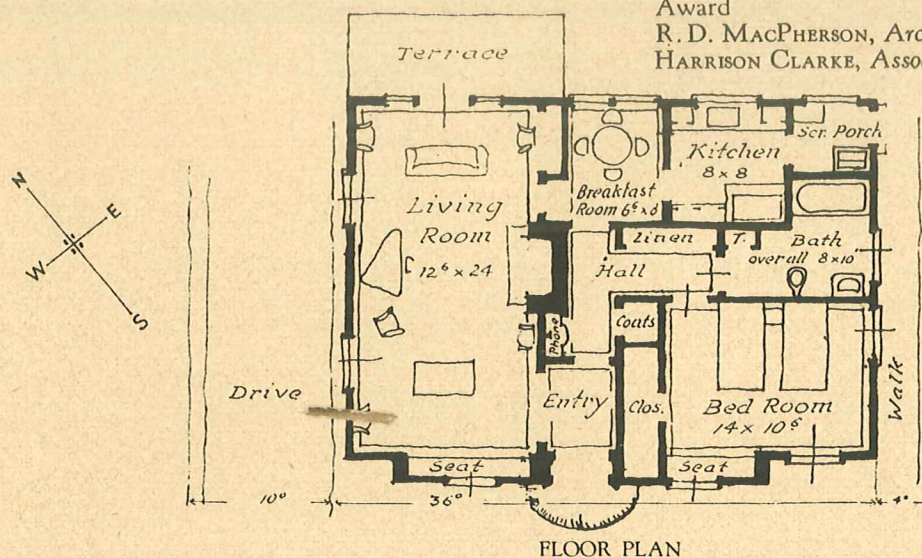 Award
R. D. MACPHERSON, Arc
HARRISON CLARKE, Asso
Terrace
Scr. Porch
Kitchen
8 x 8
Breakfast
Room 6⁶ x 8
Living
Room
12⁶ x 24
N
E
W
S
Linen
T.
Bath
overall 8x10
Hall
Coats
Phone
Drive
Entry
Clos.
Bed Room
14 x 10⁶
Walk
Seat
Seat
10⁰
36⁰
4⁰
FLOOR PLAN